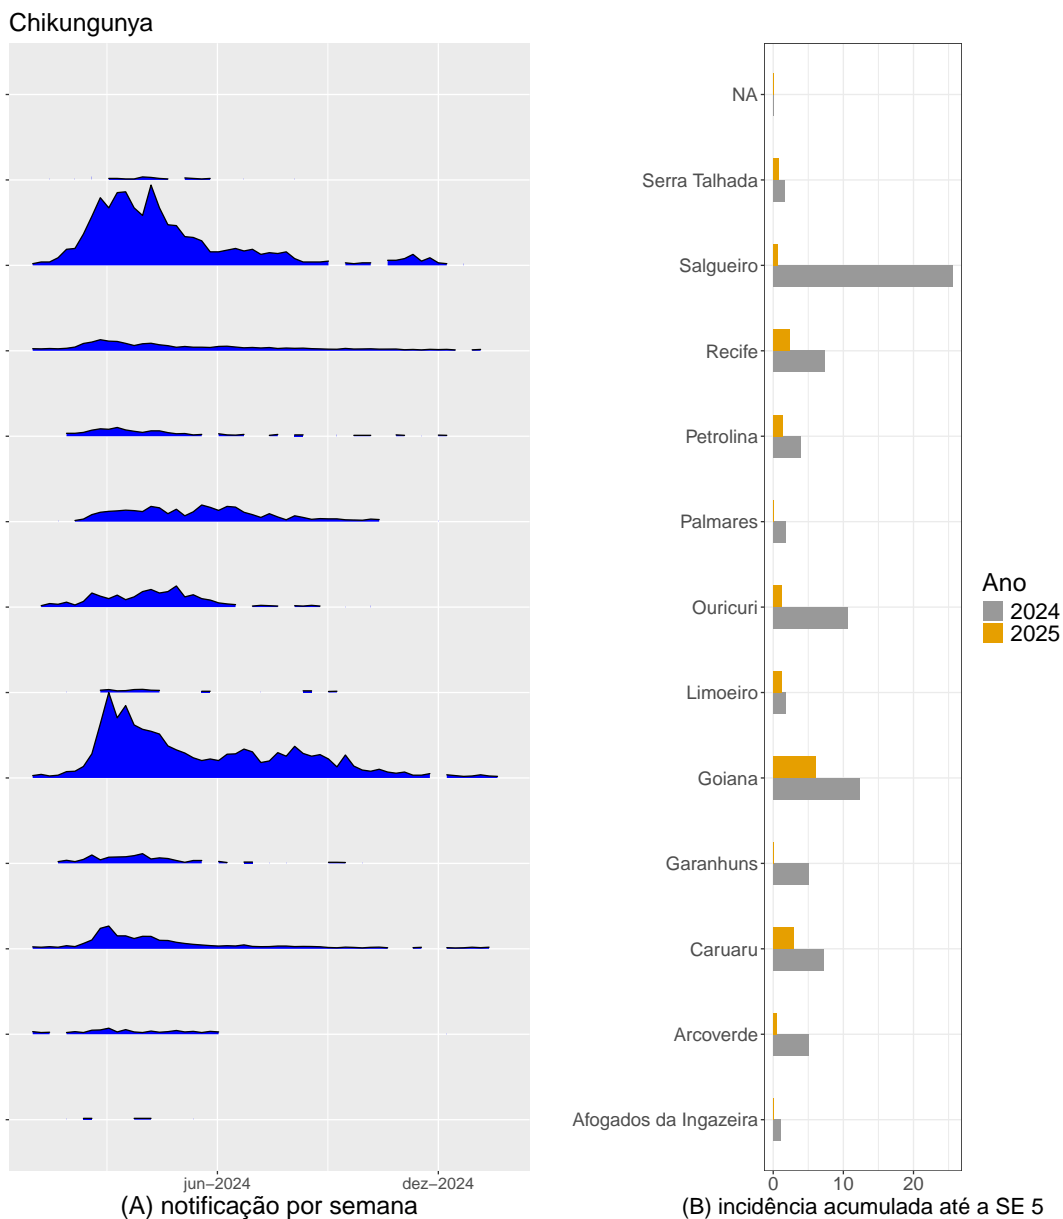 Chikungunya
NA
Serra Talhada
Salgueiro
Recife
Petrolina
Palmares
Ouricuri
Limoeiro
Goiana
Garanhuns
Caruaru
Arcoverde
Afogados da Ingazeira
Ano
2024
2025
jun−2024 dez−2024
0 10 20
(A) notificação por semana
(B) incidência acumulada até a SE 5